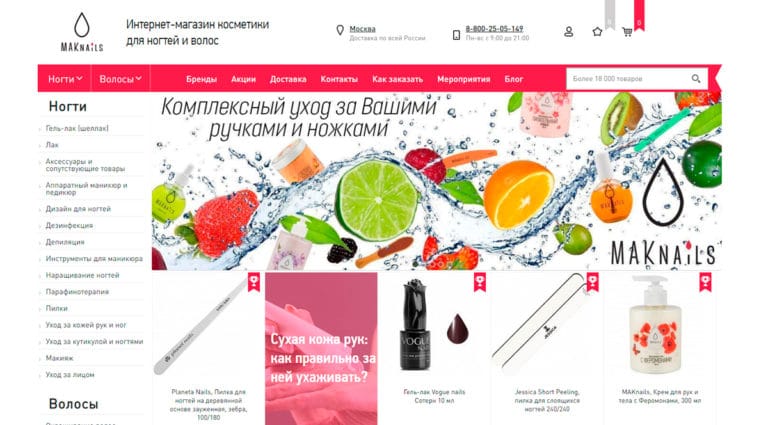 MAKNAILS
Интернет-магазин косметики
для ногтей и волос
Москва
Доставка по всей России
8-800-25-05-149
Пн-вс с 9:00 до 21:00
0
0
Ногти
Волосы
Бренды
Акции
Доставка
Контакты
Как заказать
Мероприятия
Блог
Более 18 000 товаров
Ногти
Гель-лак (шеллак)
Лак
Аксессуары и
сопутствующие товары
Аппаратный маникюр и
педикюр
Дизайн для ногтей
Дезинфекция
Депиляция
Инструменты для маникюра
Наращивание ногтей
Парафинотерапия
Пилки
Уход за кожей рук и ног
Уход за кутикулой и ногтями
Макияж
Уход за лицом
Волосы
Комплексный уход за Вашими
ручками и ножками
MAKNAILS
Сухая кожа рук:
как правильно за
ней ухаживать?
VOGUE
NAILS
JESSICA
Planeta Nails, Пилка для
ногтей на деревянной
основе зауженная, зебра,
100/180
Гель-лак Vogue nails
Сотерн 10 мл
Jessica Short Peeling,
пилка для слоящихся
ногтей 240/240
MAKnails, Крем для рук и
тела с Феромонами, 300 мл